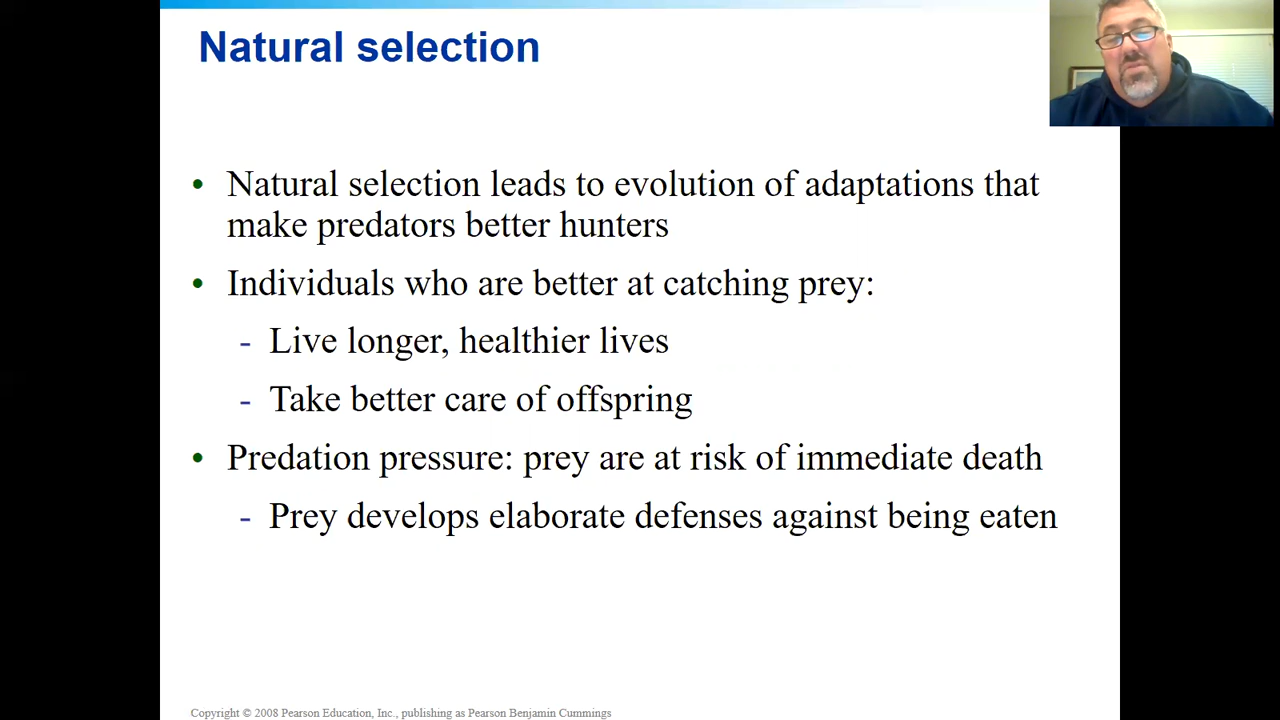 Natural selection
• Natural selection leads to evolution of adaptations that
make predators better hunters
• Individuals who are better at catching prey:
- Live longer, healthier lives
- Take better care of offspring
• Predation pressure: prey are at risk of immediate death
- Prey develops elaborate defenses against being eaten
Copyright © 2008 Pearson Education, Inc., publishing as Pearson Benjamin Cummings